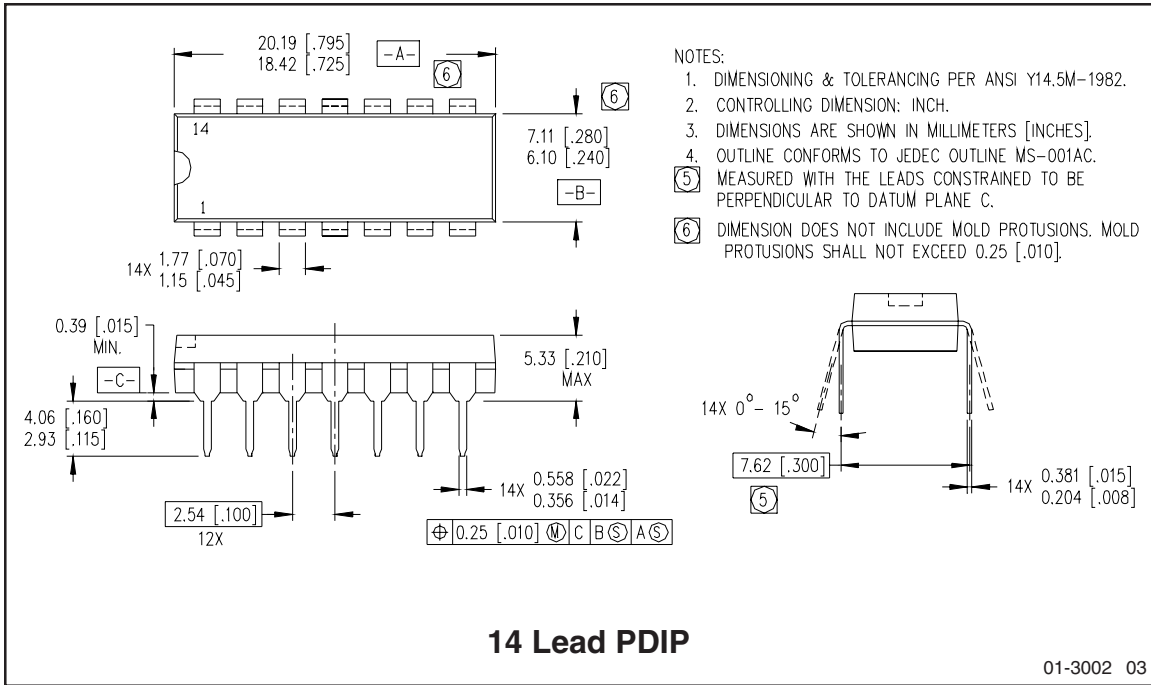 20.19 [.795]
18.42 [.725]
-A-
6
6
14
1
7.11 [.280]
6.10 [.240]
-B-
14X 1.77 [.070]
1.15 [.045]
NOTES:
1. DIMENSIONING & TOLERANCING PER ANSI Y14.5M-1982.
2. CONTROLLING DIMENSION: INCH.
3. DIMENSIONS ARE SHOWN IN MILLIMETERS [INCHES].
4. OUTLINE CONFORMS TO JEDEC OUTLINE MS-001AC.
5 MEASURED WITH THE LEADS CONSTRAINED TO BE
PERPENDICULAR TO DATUM PLANE C.
6 DIMENSION DOES NOT INCLUDE MOLD PROTUSIONS. MOLD
PROTUSIONS SHALL NOT EXCEED 0.25 [.010].
0.39 [.015]
MIN.
-C-
4.06 [.160]
2.93 [.115]
5.33 [.210]
MAX
2.54 [.100]
12X
14X 0.558 [.022]
0.356 [.014]
⌖ 0.25 [.010] Ⓜ C B Ⓢ A Ⓢ
14X 0°- 15°
7.62 [.300]
5
14X 0.381 [.015]
0.204 [.008]
14 Lead PDIP
01-3002 03